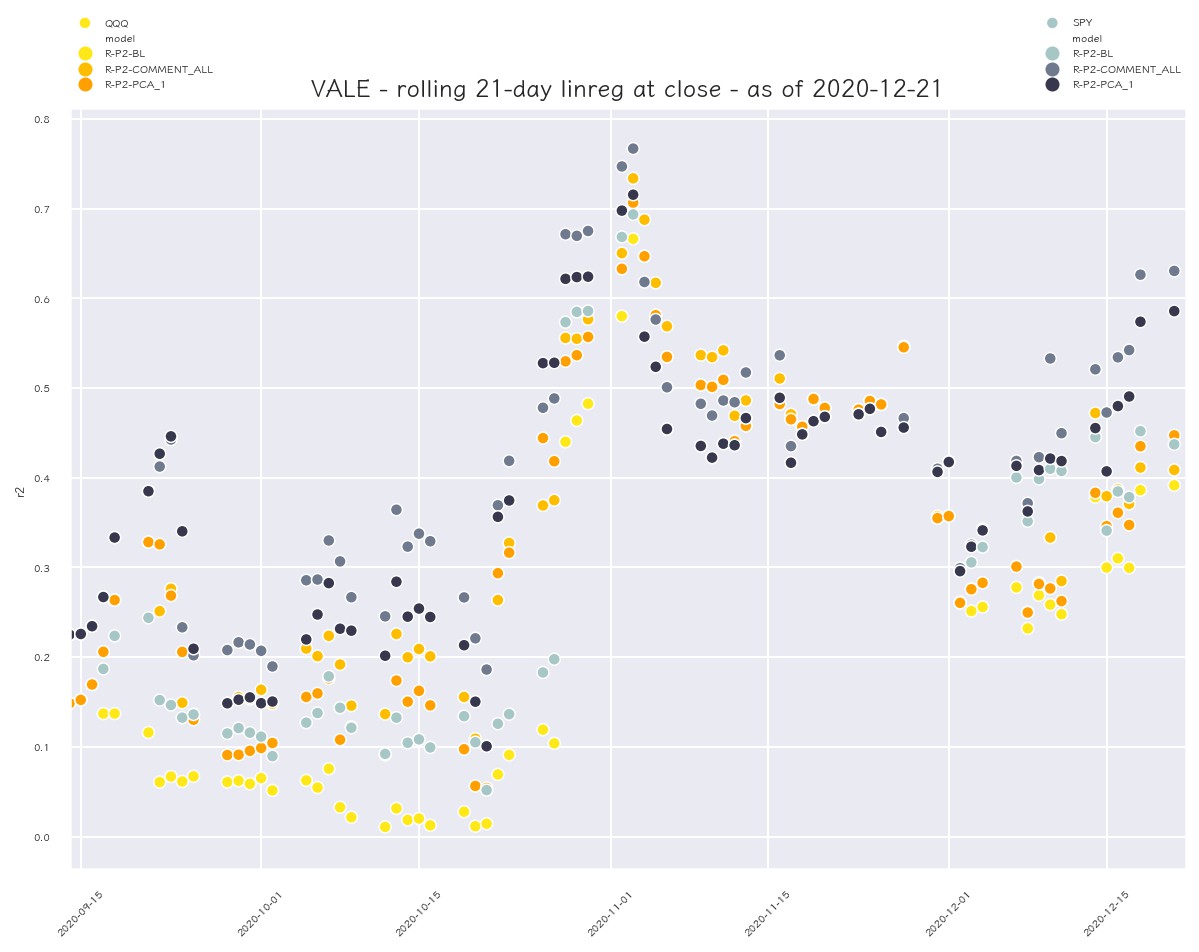 QQQ
model
R-P2-BL
R-P2-COMMENT_ALL
R-P2-PCA_1
SPY
model
R-P2-BL
R-P2-COMMENT_ALL
R-P2-PCA_1
VALE - rolling 21-day linreg at close - as of 2020-12-21
0.8
0.7
0.6
0.5
0.4
0.3
0.2
0.1
0.0
r2
2020-09-15
2020-10-01
2020-10-15
2020-11-01
2020-11-15
2020-12-01
2020-12-15